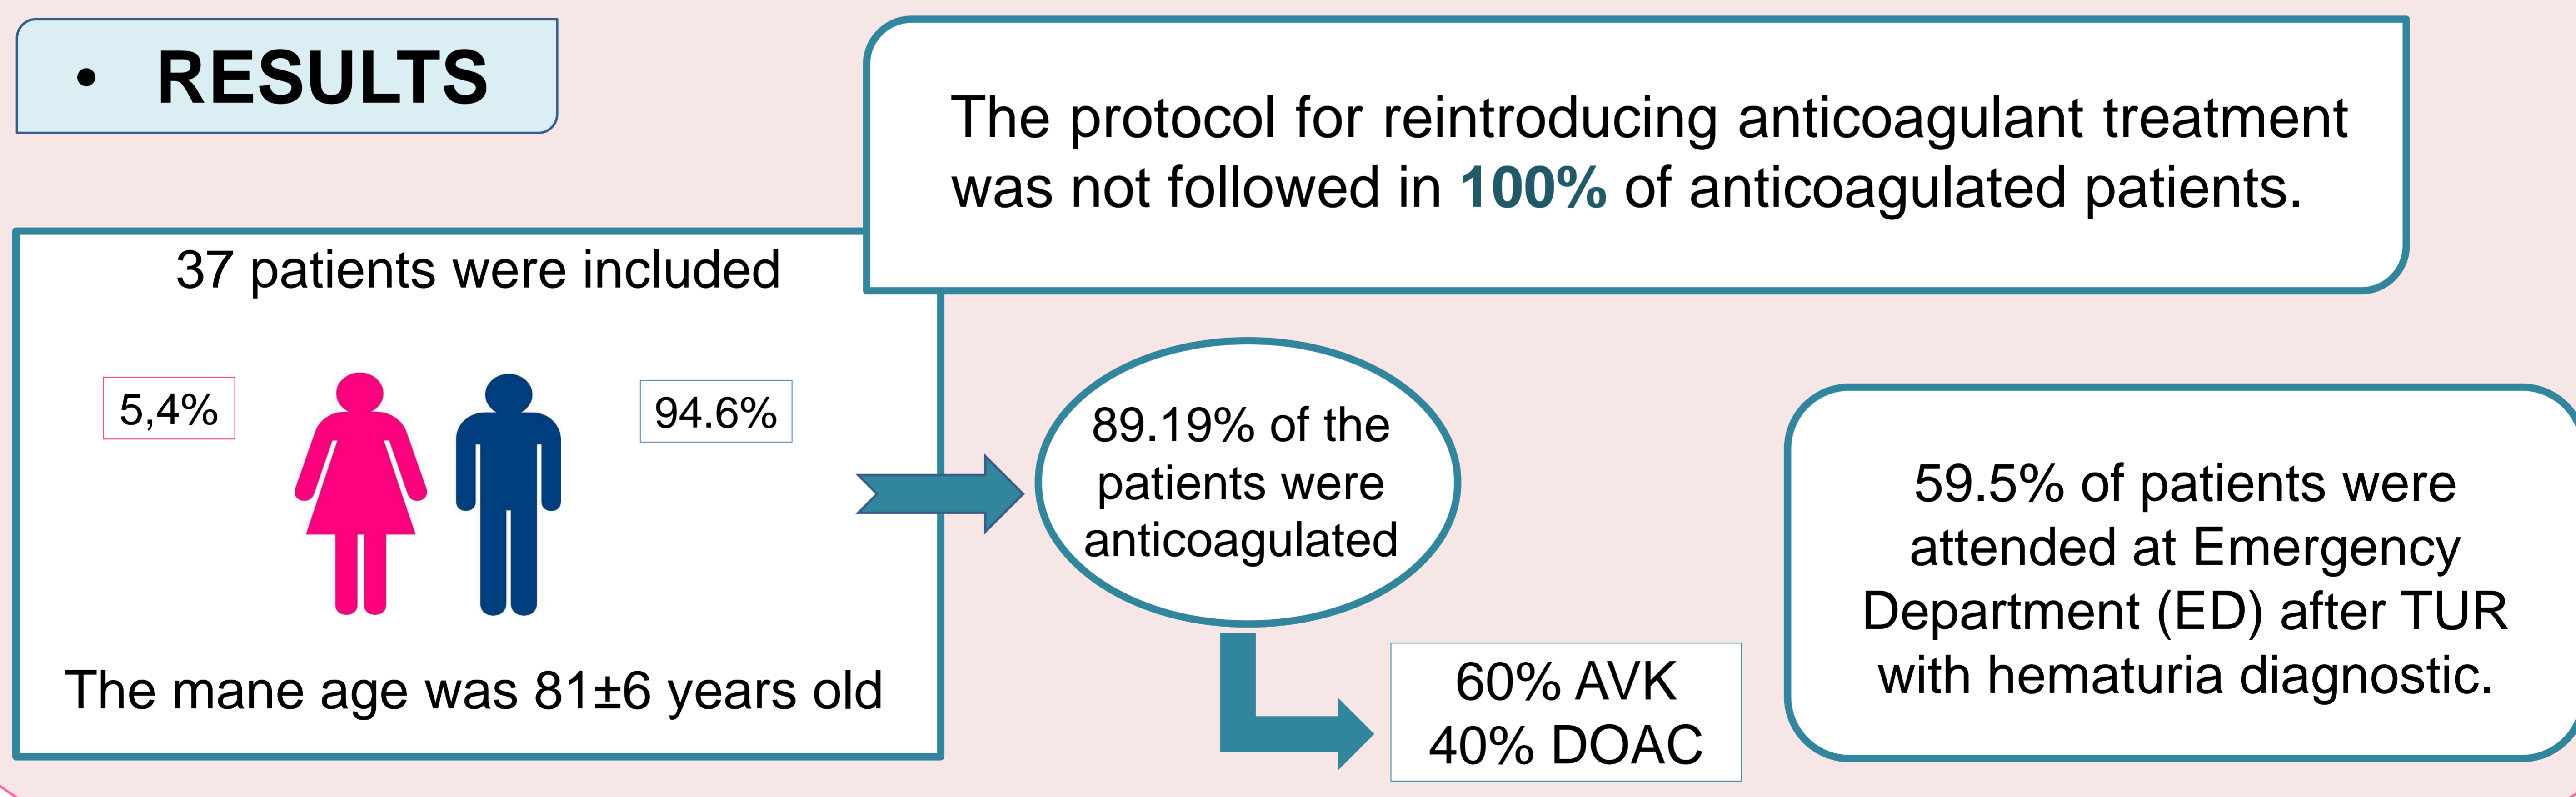 • RESULTS
The protocol for reintroducing anticoagulant treatment
was not followed in 100% of anticoagulated patients.
37 patients were included
5,4%
94.6%
The mane age was 81±6 years old
89.19% of the
patients were
anticoagulated
60% AVK
40% DOAC
59.5% of patients were
attended at Emergency
Department (ED) after TUR
with hematuria diagnostic.